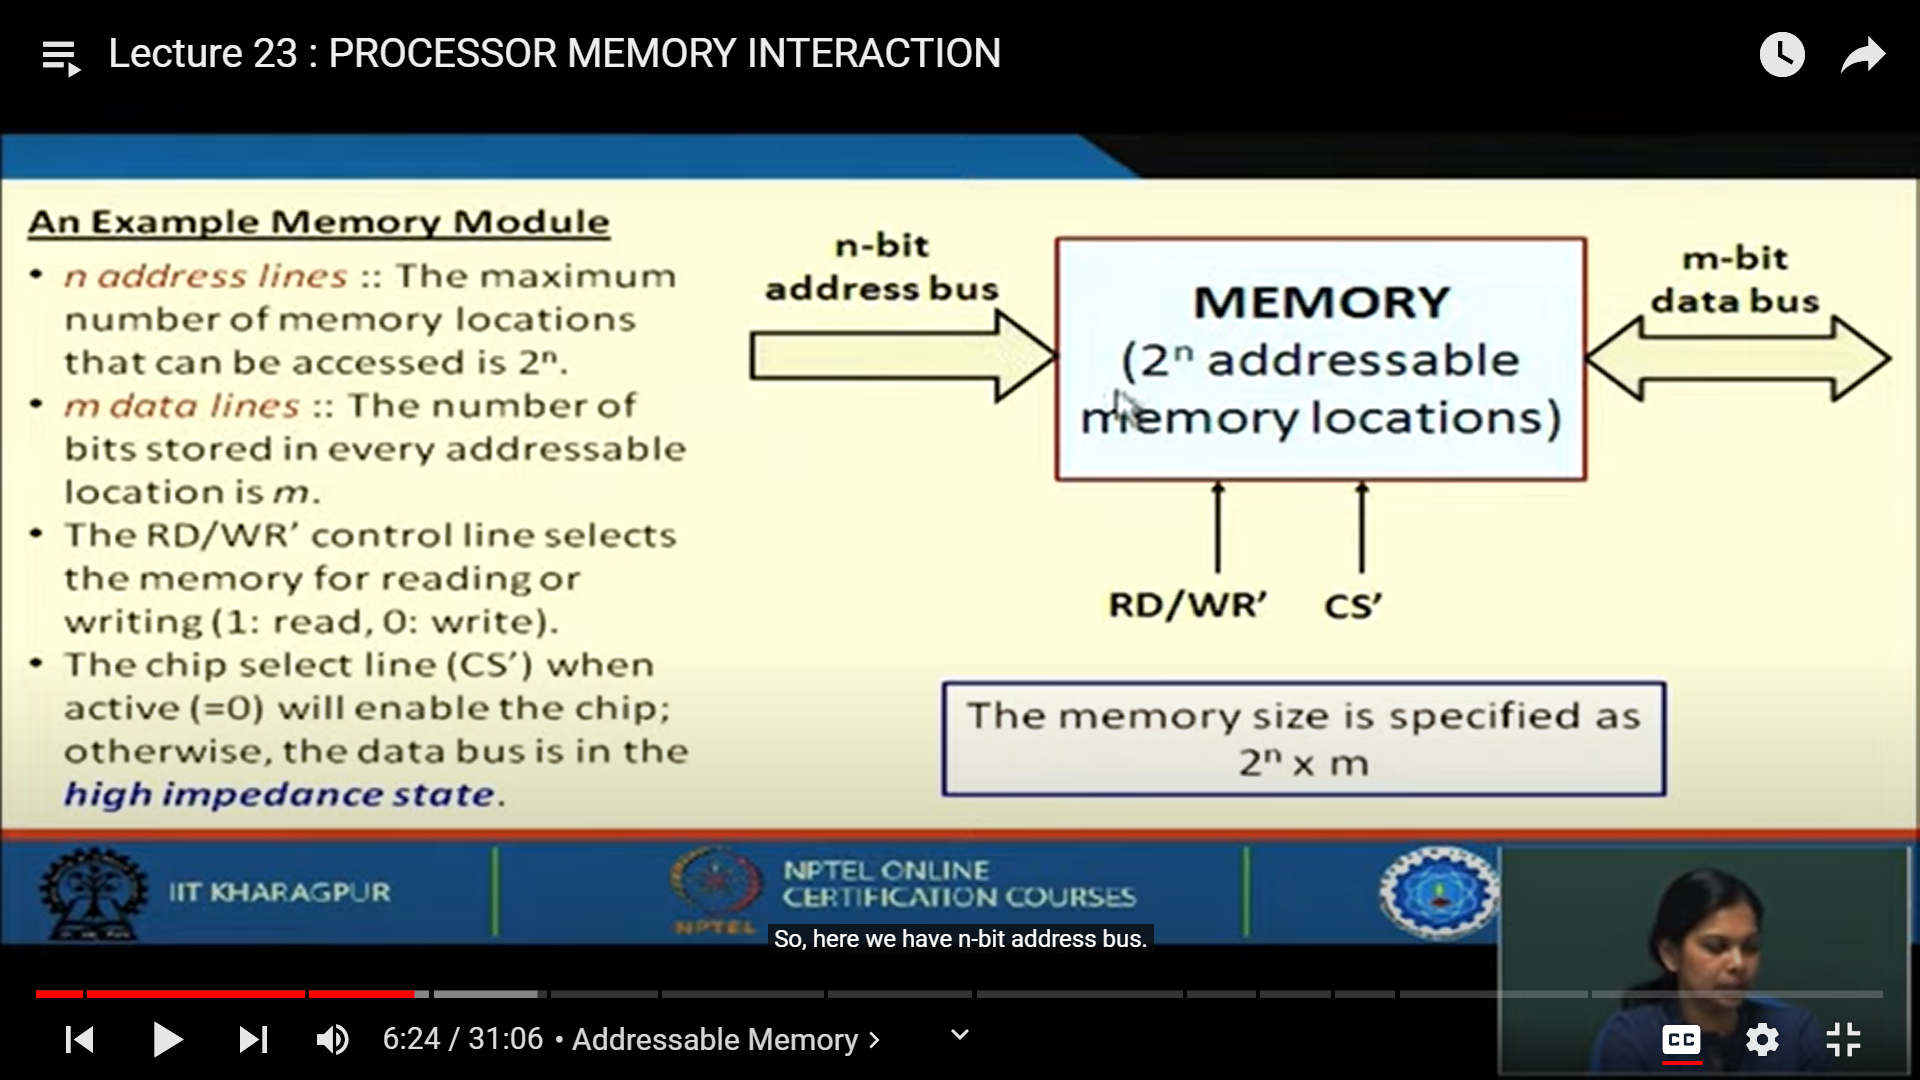 Lecture 23 : PROCESSOR MEMORY INTERACTION
An Example Memory Module
• n address lines :: The maximum
number of memory locations
that can be accessed is 2ⁿ.
• m data lines :: The number of
bits stored in every addressable
location is m.
• The RD/WR’ control line selects
the memory for reading or
writing (1: read, 0: write).
• The chip select line (CS’) when
active (=0) will enable the chip;
otherwise, the data bus is in the
high impedance state.
n-bit
address bus
MEMORY
(2ⁿ addressable
memory locations)
m-bit
data bus
RD/WR’
CS’
The memory size is specified as
2ⁿ x m
IIT KHARAGPUR
NPTEL
NPTEL ONLINE
CERTIFICATION COURSES
So, here we have n-bit address bus.
6:24 / 31:06 • Addressable Memory >
CC